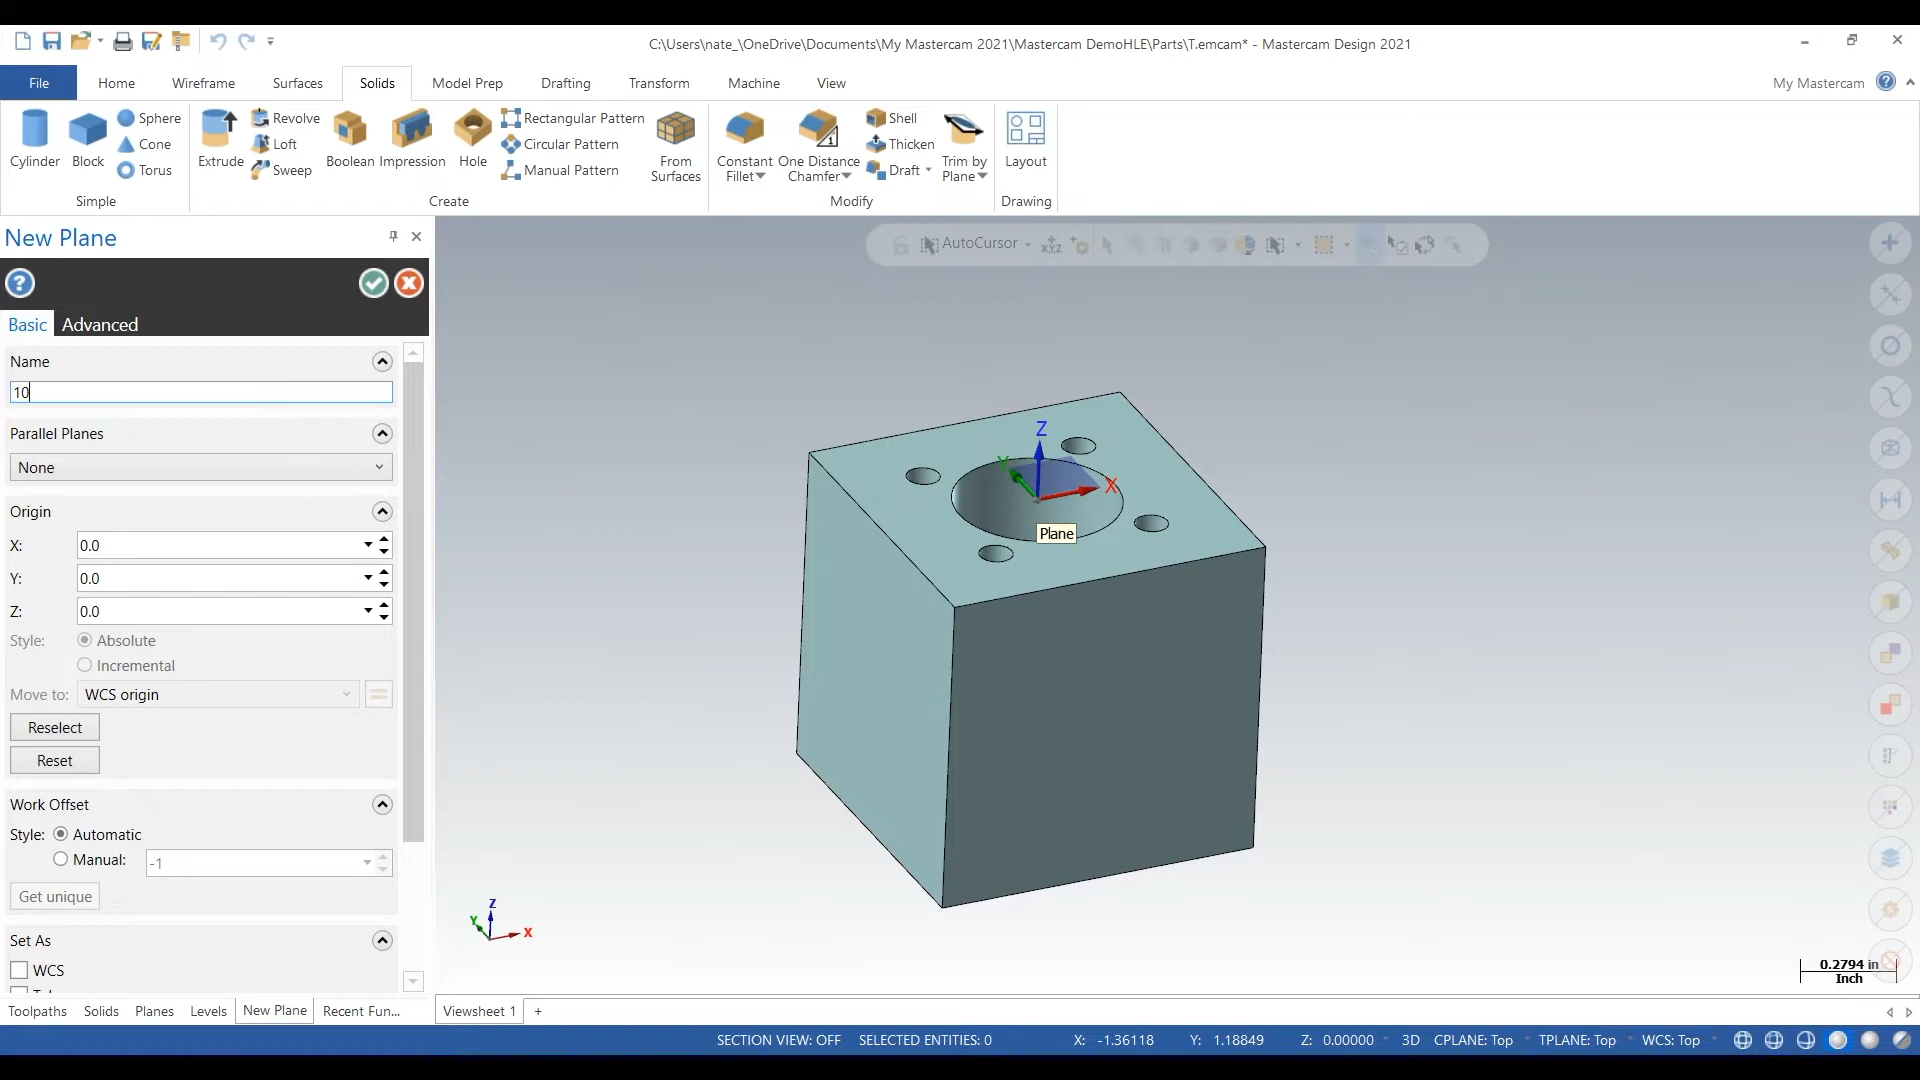 C:\Users\nate_\OneDrive\Documents\My Mastercam 2021\Mastercam DemoHLE\Parts\T.emcam* - Mastercam Design 2021
File Home Wireframe Surfaces Solids Model Prep Drafting Transform Machine View My Mastercam ?
Cylinder
Block
Sphere
Cone
Torus
Simple
Extrude
Revolve
Loft
Sweep
Boolean
Impression
Hole
Rectangular Pattern
Circular Pattern
Manual Pattern
From
Surfaces
Create
Constant
Fillet
One Distance
Chamfer
Shell
Thicken
Draft
Trim by
Plane
Modify
Layout
Drawing
New Plane
?
Basic Advanced
Name
10
Parallel Planes
None
Origin
X: 0.0
Y: 0.0
Z: 0.0
Style: Absolute
Incremental
Move to: WCS origin
Reselect
Reset
Work Offset
Style: Automatic
Manual: -1
Get unique
Set As
WCS
AutoCursor
Z
Y
X
Plane
Z
Y
X
0.2794 in
Inch
Toolpaths Solids Planes Levels New Plane Recent Fun... Viewsheet 1 +
SECTION VIEW: OFF SELECTED ENTITIES: 0 X: -1.36118 Y: 1.18849 Z: 0.00000 3D CPLANE: Top TPLANE: Top WCS: Top